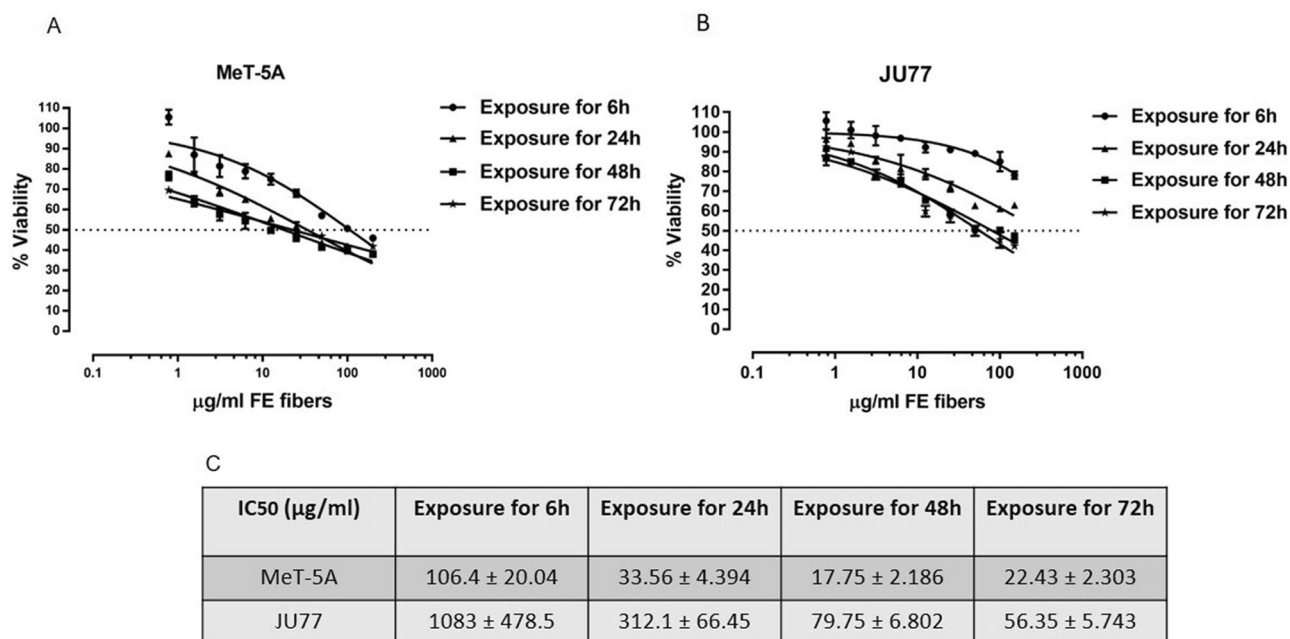 A
MeT-5A
% Viability
110
100
90
80
70
60
50
40
30
20
10
0
0.1 1 10 100 1000
μg/ml FE fibers
Exposure for 6h
Exposure for 24h
Exposure for 48h
Exposure for 72h
B
JU77
% Viability
110
100
90
80
70
60
50
40
30
20
10
0
0.1 1 10 100 1000
μg/ml FE fibers
Exposure for 6h
Exposure for 24h
Exposure for 48h
Exposure for 72h
C
IC50 (μg/ml) Exposure for 6h Exposure for 24h Exposure for 48h Exposure for 72h
MeT-5A 106.4 ± 20.04 33.56 ± 4.394 17.75 ± 2.186 22.43 ± 2.303
JU77 1083 ± 478.5 312.1 ± 66.45 79.75 ± 6.802 56.35 ± 5.743